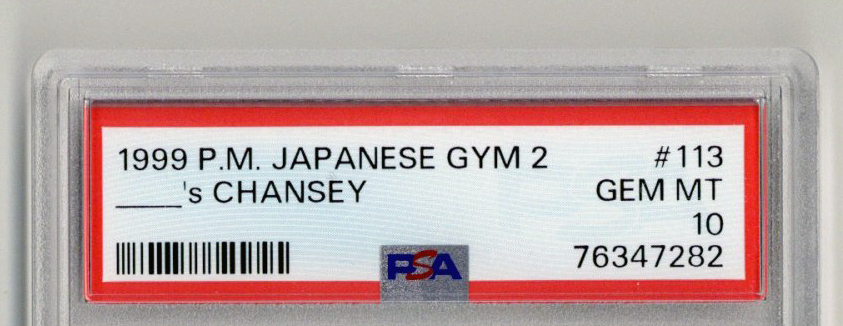 1999 P.M. JAPANESE GYM 2 #113
____'s CHANSEY GEM MT
10
PSA 76347282